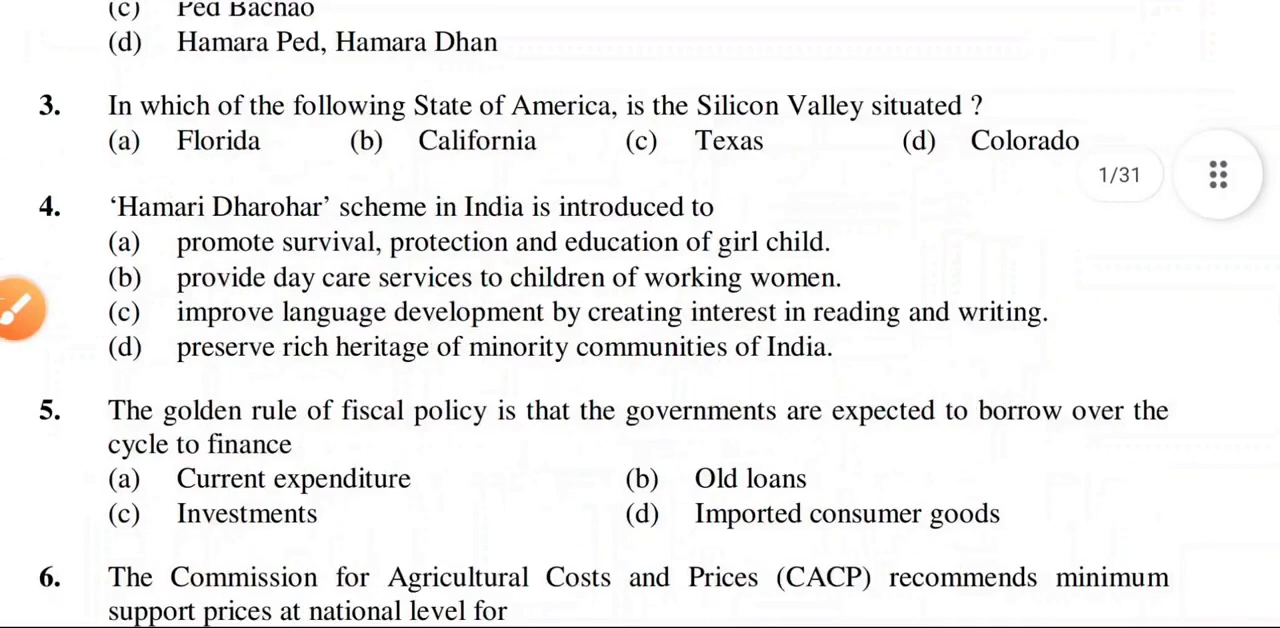 (c) Ped Bachao
(d) Hamara Ped, Hamara Dhan
3. In which of the following State of America, is the Silicon Valley situated ?
(a) Florida (b) California (c) Texas (d) Colorado
1/31
4. ‘Hamari Dharohar’ scheme in India is introduced to
(a) promote survival, protection and education of girl child.
(b) provide day care services to children of working women.
(c) improve language development by creating interest in reading and writing.
(d) preserve rich heritage of minority communities of India.
5. The golden rule of fiscal policy is that the governments are expected to borrow over the
cycle to finance
(a) Current expenditure (b) Old loans
(c) Investments (d) Imported consumer goods
6. The Commission for Agricultural Costs and Prices (CACP) recommends minimum
support prices at national level for